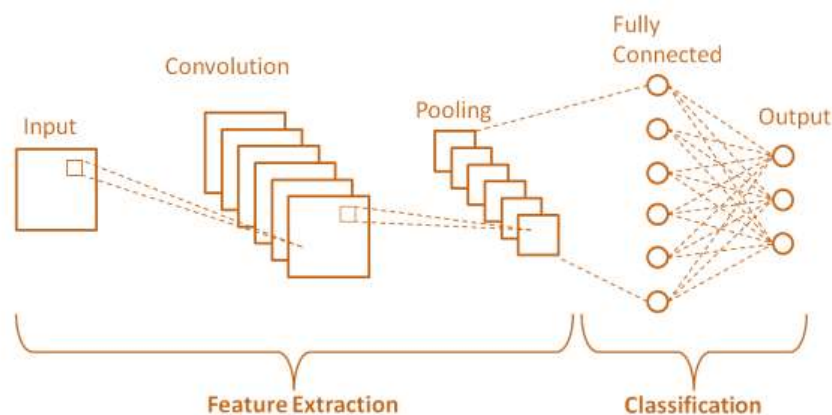 Input
Convolution
Pooling
Fully
Connected
Output
Feature Extraction
Classification